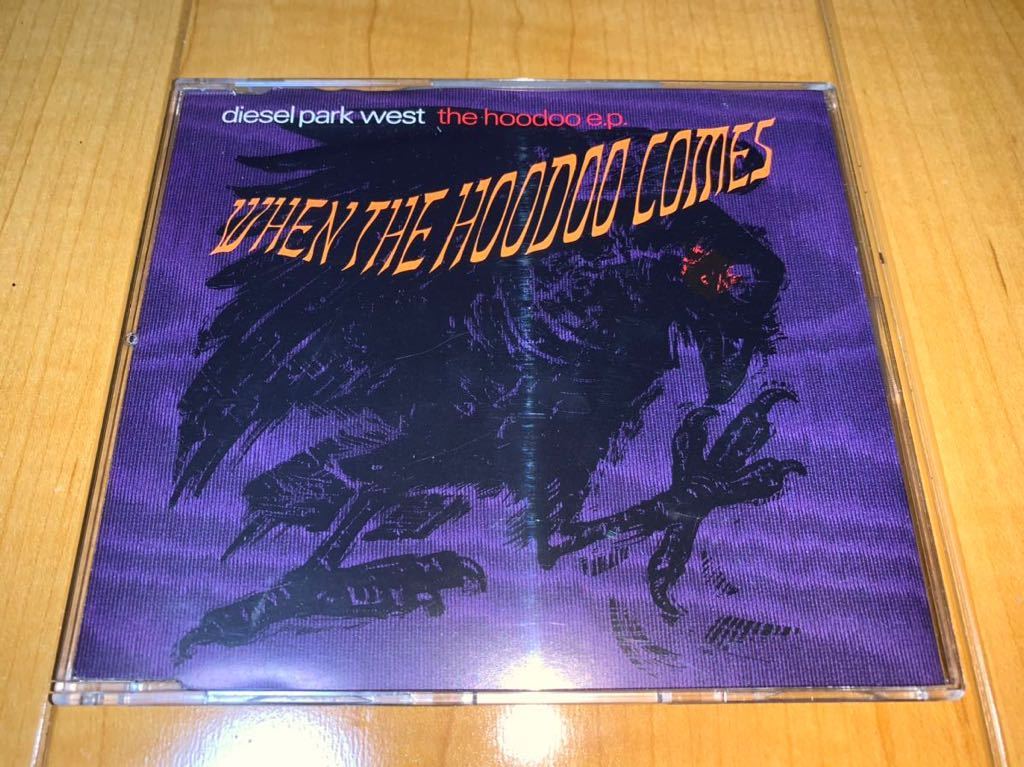 diesel park west the hoodoo e.p.
WHEN THE HOODOO COMES